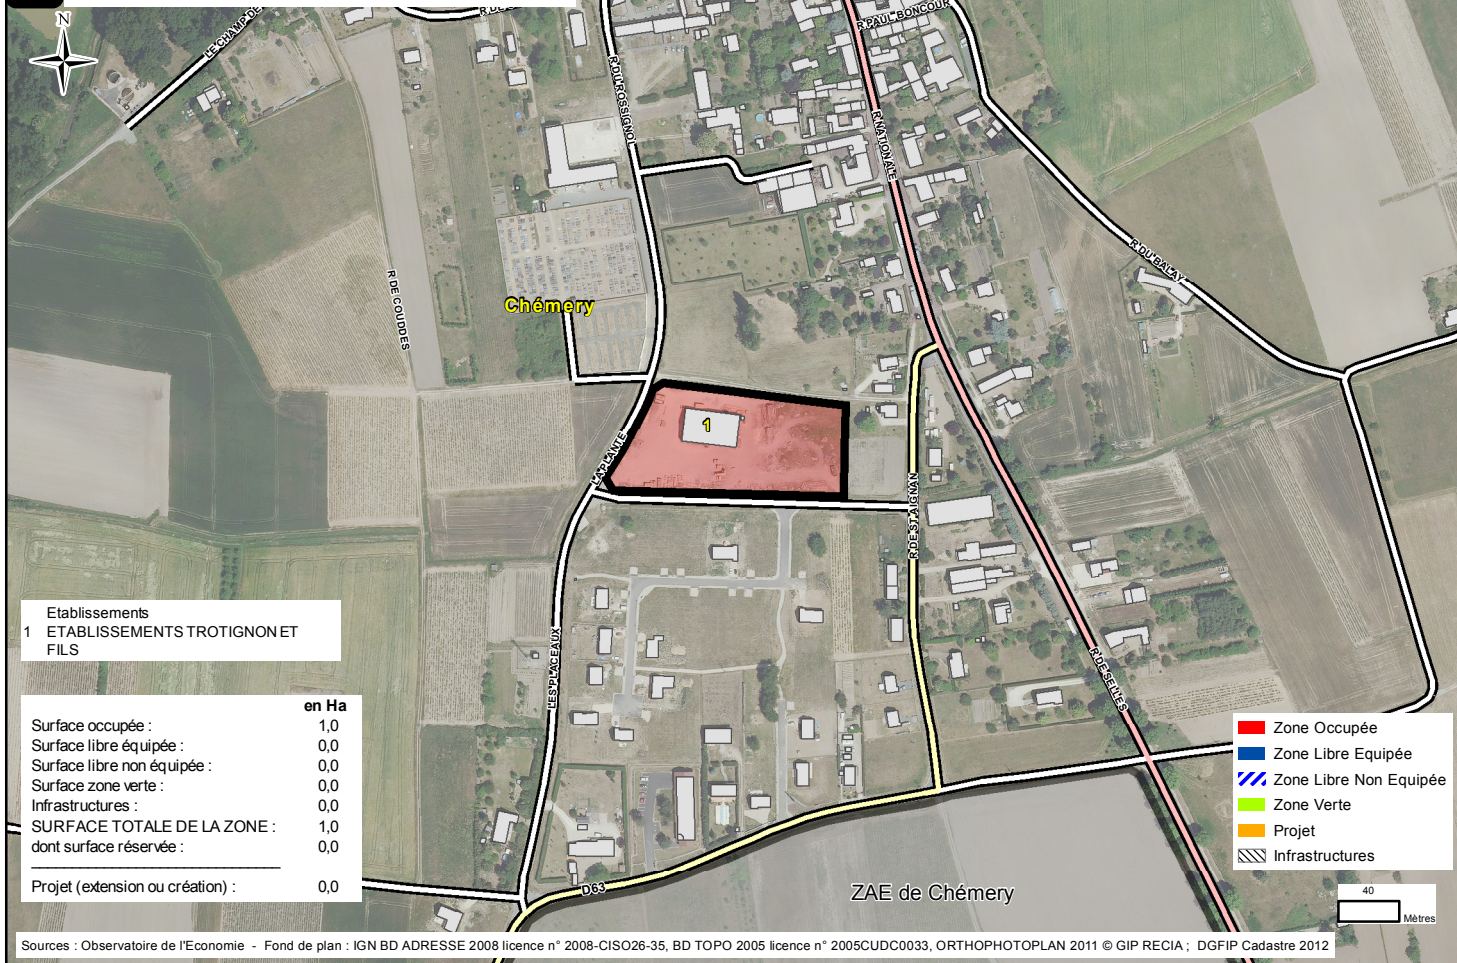 N
LE CHAMP DE
R PAUL BONCOUR
R DU ROSSIGNOL
R NATIONALE
R DU BALAY
R DE COUDDES
Chémery
1
LA PLANTE
R DE ST AIGNAN
LES PLACEAUX
R DE SELLES
D63
ZAE de Chémery
Etablissements
1 ETABLISSEMENTS TROTIGNON ET
FILS
en Ha
Surface occupée : 1,0
Surface libre équipée : 0,0
Surface libre non équipée : 0,0
Surface zone verte : 0,0
Infrastructures : 0,0
SURFACE TOTALE DE LA ZONE : 1,0
dont surface réservée : 0,0
Projet (extension ou création) : 0,0
Zone Occupée
Zone Libre Equipée
Zone Libre Non Equipée
Zone Verte
Projet
Infrastructures
40
Mètres
Sources : Observatoire de l'Economie - Fond de plan : IGN BD ADRESSE 2008 licence n° 2008-CISO26-35, BD TOPO 2005 licence n° 2005CUDC0033, ORTHOPHOTOPLAN 2011 © GIP RECIA ; DGFIP Cadastre 2012